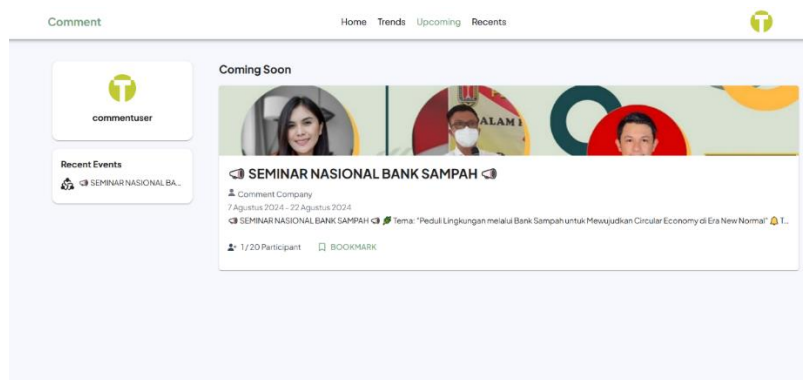 Comment
Home Trends Upcoming Recents
commentuser
Recent Events
SEMINAR NASIONAL BA...
Coming Soon
ALAM
SEMINAR NASIONAL BANK SAMPAH
Comment Company
7 Agustus 2024 - 22 Agustus 2024
SEMINAR NASIONAL BANK SAMPAH Tema: "Peduli Lingkungan melalui Bank Sampah untuk Mewujudkan Circular Economy di Era New Normal" T...
1 / 20 Participant BOOKMARK